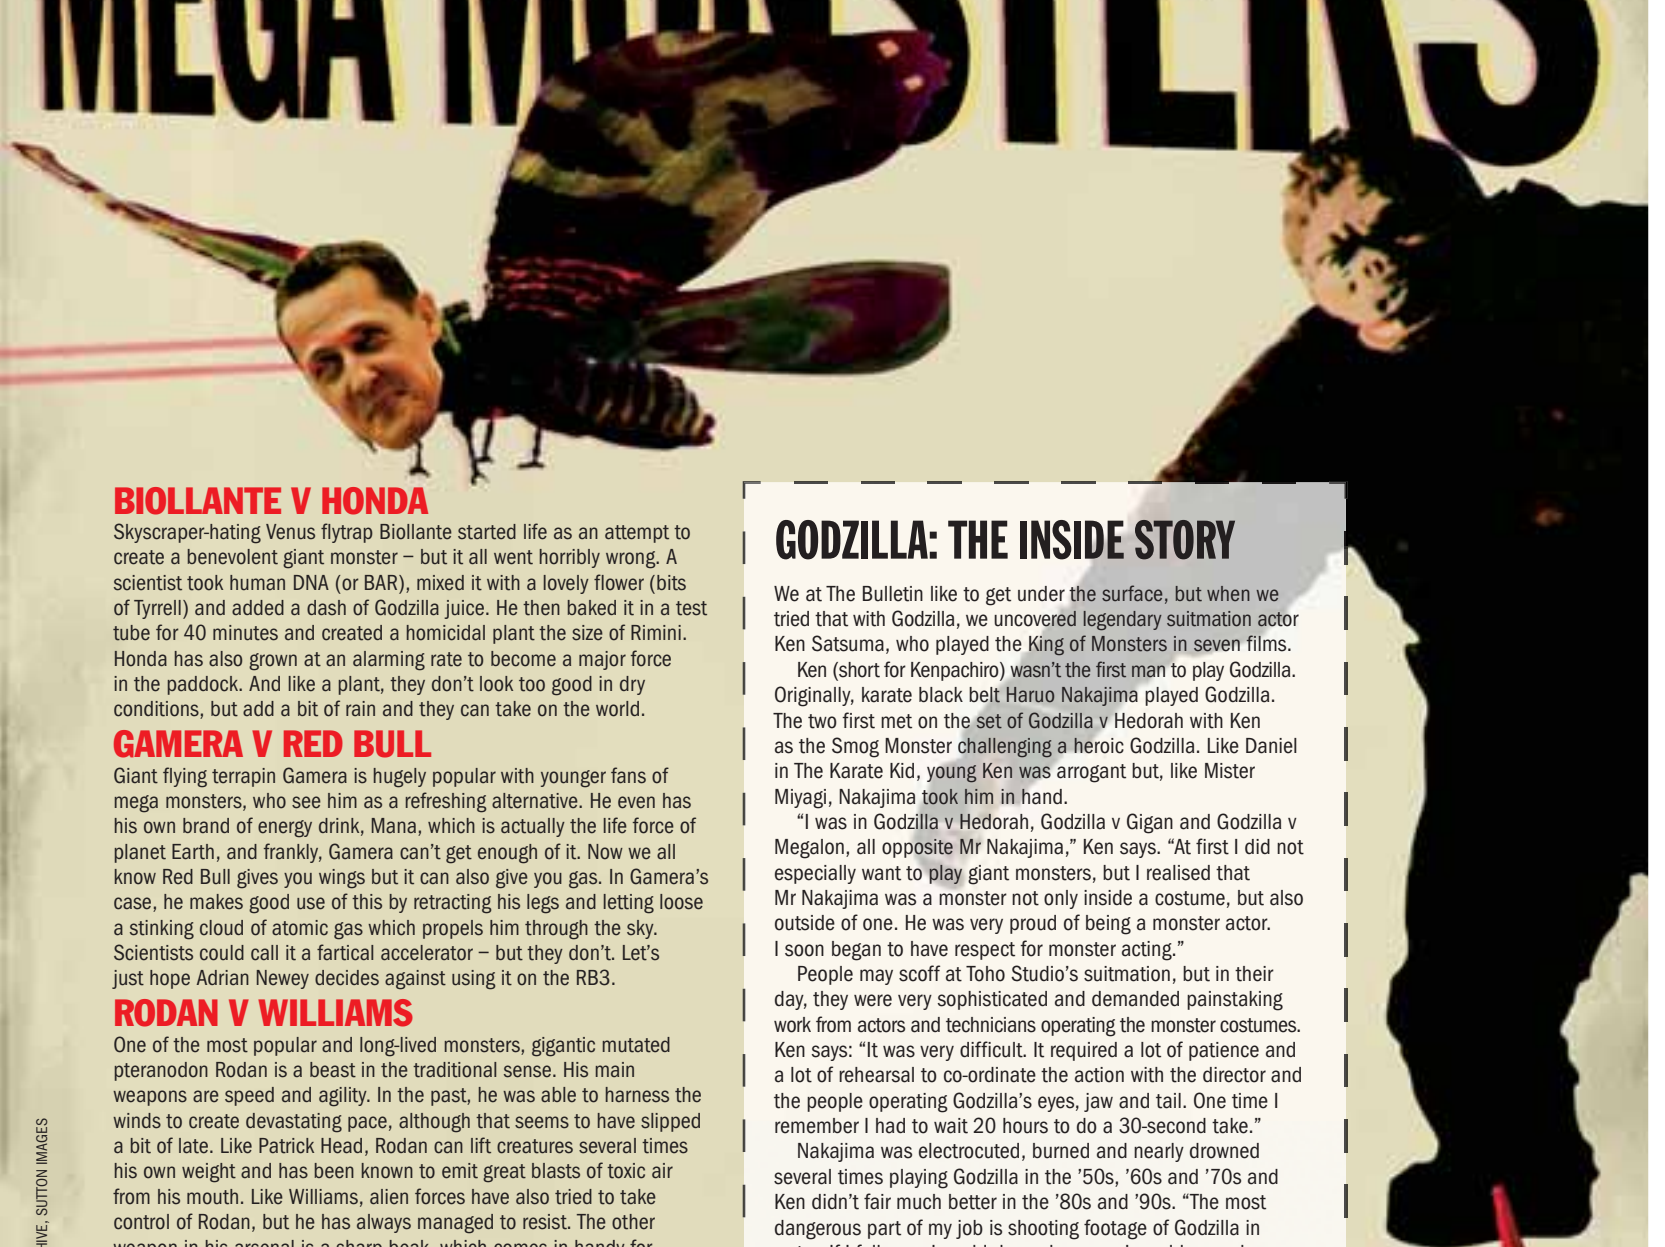 MEGA MONSTERS
BIOLLANTE V HONDA
Skyscraper-hating Venus flytrap Biollante started life as an attempt to
create a benevolent giant monster – but it all went horribly wrong. A
scientist took human DNA (or BAR), mixed it with a lovely flower (bits
of Tyrrell) and added a dash of Godzilla juice. He then baked it in a test
tube for 40 minutes and created a homicidal plant the size of Rimini.
Honda has also grown at an alarming rate to become a major force
in the paddock. And like a plant, they don’t look too good in dry
conditions, but add a bit of rain and they can take on the world.
GAMERA V RED BULL
Giant flying terrapin Gamera is hugely popular with younger fans of
mega monsters, who see him as a refreshing alternative. He even has
his own brand of energy drink, Mana, which is actually the life force of
planet Earth, and frankly, Gamera can’t get enough of it. Now we all
know Red Bull gives you wings but it can also give you gas. In Gamera’s
case, he makes good use of this by retracting his legs and letting loose
a stinking cloud of atomic gas which propels him through the sky.
Scientists could call it a fartical accelerator – but they don’t. Let’s
just hope Adrian Newey decides against using it on the RB3.
RODAN V WILLIAMS
One of the most popular and long-lived monsters, gigantic mutated
pteranodon Rodan is a beast in the traditional sense. His main
weapons are speed and agility. In the past, he was able to harness the
winds to create devastating pace, although that seems to have slipped
a bit of late. Like Patrick Head, Rodan can lift creatures several times
his own weight and has been known to emit great blasts of toxic air
from his mouth. Like Williams, alien forces have also tried to take
control of Rodan, but he has always managed to resist. The other
weapon in his arsenal is a sharp beak, which comes in handy for
GODZILLA: THE INSIDE STORY
We at The Bulletin like to get under the surface, but when we
tried that with Godzilla, we uncovered legendary suitmation actor
Ken Satsuma, who played the King of Monsters in seven films.
Ken (short for Kenpachiro) wasn’t the first man to play Godzilla.
Originally, karate black belt Haruo Nakajima played Godzilla.
The two first met on the set of Godzilla v Hedorah with Ken
as the Smog Monster challenging a heroic Godzilla. Like Daniel
in The Karate Kid, young Ken was arrogant but, like Mister
Miyagi, Nakajima took him in hand.
“I was in Godzilla v Hedorah, Godzilla v Gigan and Godzilla v
Megalon, all opposite Mr Nakajima,” Ken says. “At first I did not
especially want to play giant monsters, but I realised that
Mr Nakajima was a monster not only inside a costume, but also
outside of one. He was very proud of being a monster actor.
I soon began to have respect for monster acting.”
People may scoff at Toho Studio’s suitmation, but in their
day, they were very sophisticated and demanded painstaking
work from actors and technicians operating the monster costumes.
Ken says: “It was very difficult. It required a lot of patience and
a lot of rehearsal to co-ordinate the action with the director and
the people operating Godzilla’s eyes, jaw and tail. One time I
remember I had to wait 20 hours to do a 30-second take.”
Nakajima was electrocuted, burned and nearly drowned
several times playing Godzilla in the ’50s, ’60s and ’70s and
Ken didn’t fair much better in the ’80s and ’90s. “The most
dangerous part of my job is shooting footage of Godzilla in
HIVE, SUTTON IMAGES